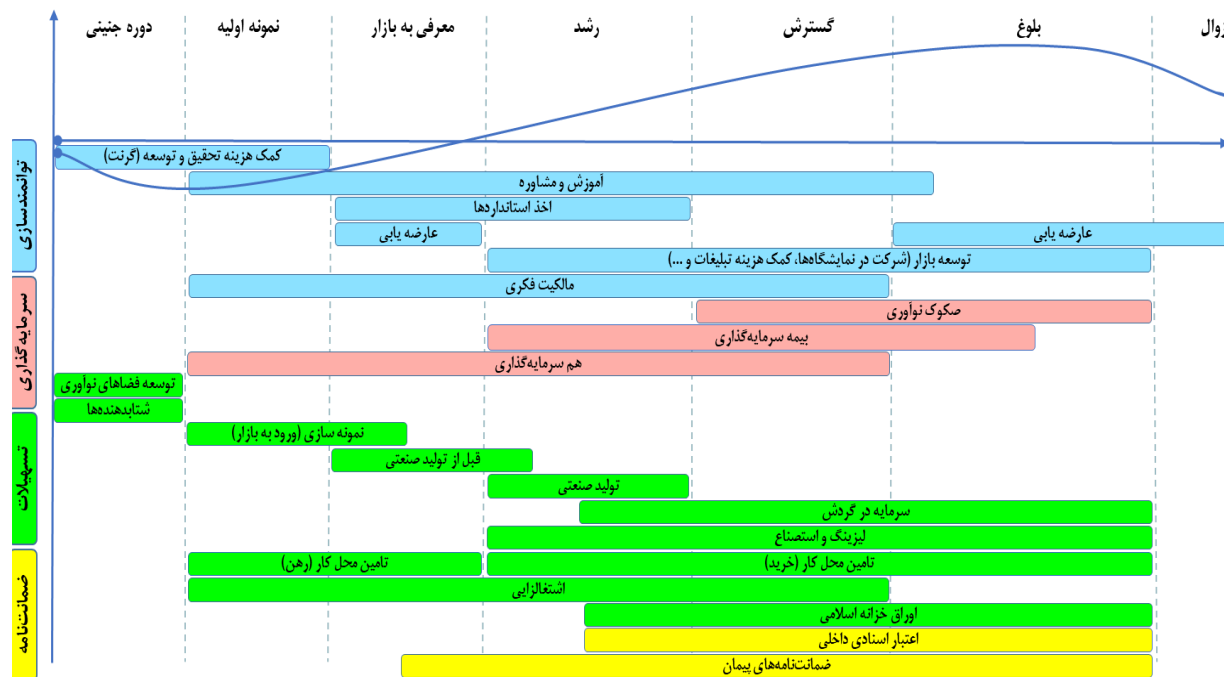 دوره جنینی
نمونه اولیه
معرفی به بازار
رشد
گسترش
بلوغ
زوال
توانمندسازی
کمک هزینه تحقیق و توسعه (گرنت)
آموزش و مشاوره
اخذ استانداردها
عارضه یابی
عارضه یابی
توسعه بازار (شرکت در نمایشگاه‌ها، کمک هزینه تبلیغات و ...)
مالکیت فکری
سرمایه‌گذاری
صکوک نوآوری
بیمه سرمایه‌گذاری
هم سرمایه‌گذاری
توسعه فضاهای نوآوری
شتابدهنده‌ها
تسهیلات
نمونه سازی (ورود به بازار)
قبل از تولید صنعتی
تولید صنعتی
سرمایه در گردش
لیزینگ و استصناع
تامین محل کار (رهن)
تامین محل کار (خرید)
اشتغالزایی
اوراق خزانه اسلامی
ضمانت‌نامه
اعتبار اسنادی داخلی
ضمانت‌نامه‌های پیمان